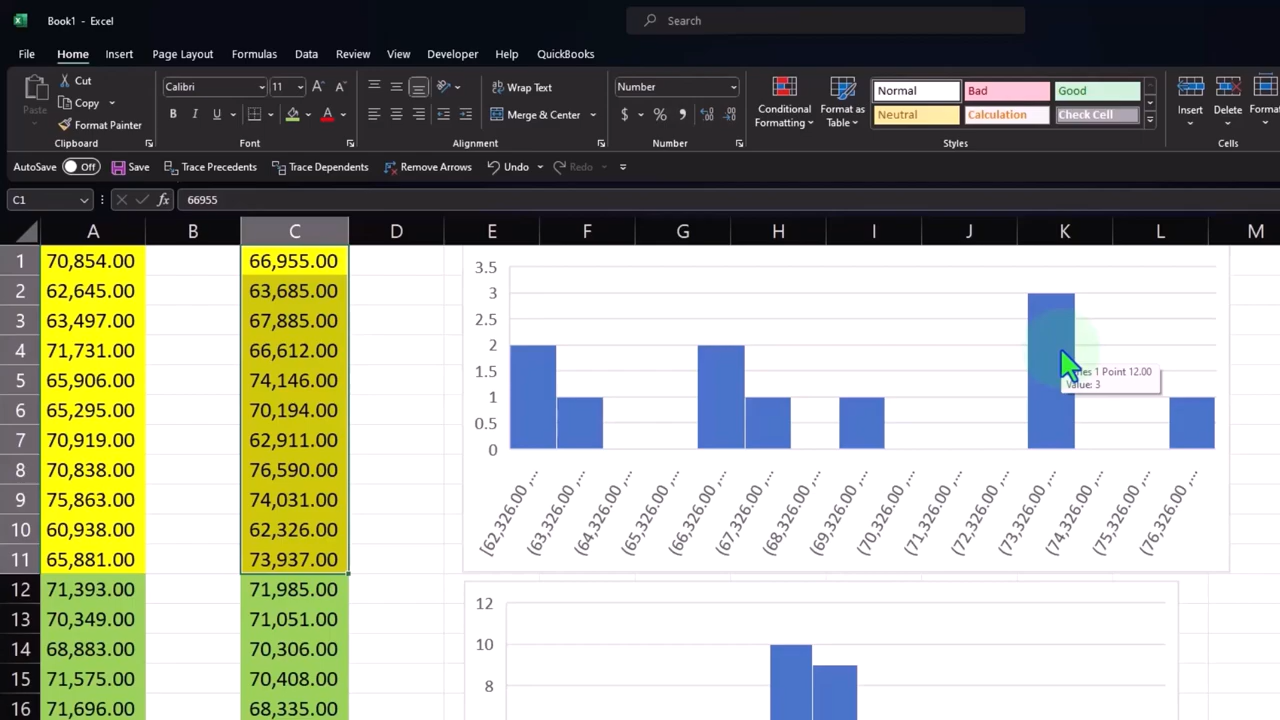 Book1 - Excel
Search
File Home Insert Page Layout Formulas Data Review View Developer Help QuickBooks
Paste
Cut
Copy
Format Painter
Clipboard
Calibri 11
B I U
Font
Wrap Text
Merge & Center
Alignment
Number
$ % ,
Number
Conditional Formatting
Format as Table
Normal Bad Good
Neutral Calculation Check Cell
Styles
Insert Delete Format
Cells
AutoSave Off Save Trace Precedents Trace Dependents Remove Arrows Undo Redo
C1 fx 66955
A B C D E F G H I J K L M
1 70,854.00 66,955.00
2 62,645.00 63,685.00
3 63,497.00 67,885.00
4 71,731.00 66,612.00
5 65,906.00 74,146.00
6 65,295.00 70,194.00
7 70,919.00 62,911.00
8 70,838.00 76,590.00
9 75,863.00 74,031.00
10 60,938.00 62,326.00
11 65,881.00 73,937.00
12 71,393.00 71,985.00
13 70,349.00 71,051.00
14 68,883.00 70,306.00
15 71,575.00 70,408.00
16 71,696.00 68,335.00
3.5
3
2.5
2
1.5
1
0.5
0
1 Point 12.00
Value: 3
[62,326.00 ,... (63,326.00 ,... (64,326.00 ,... (65,326.00 ,... (66,326.00 ,... (67,326.00 ,... (68,326.00 ,... (69,326.00 ,... (70,326.00 ,... (71,326.00 ,... (72,326.00 ,... (73,326.00 ,... (74,326.00 ,... (75,326.00 ,... (76,326.00 ,...
12
10
8